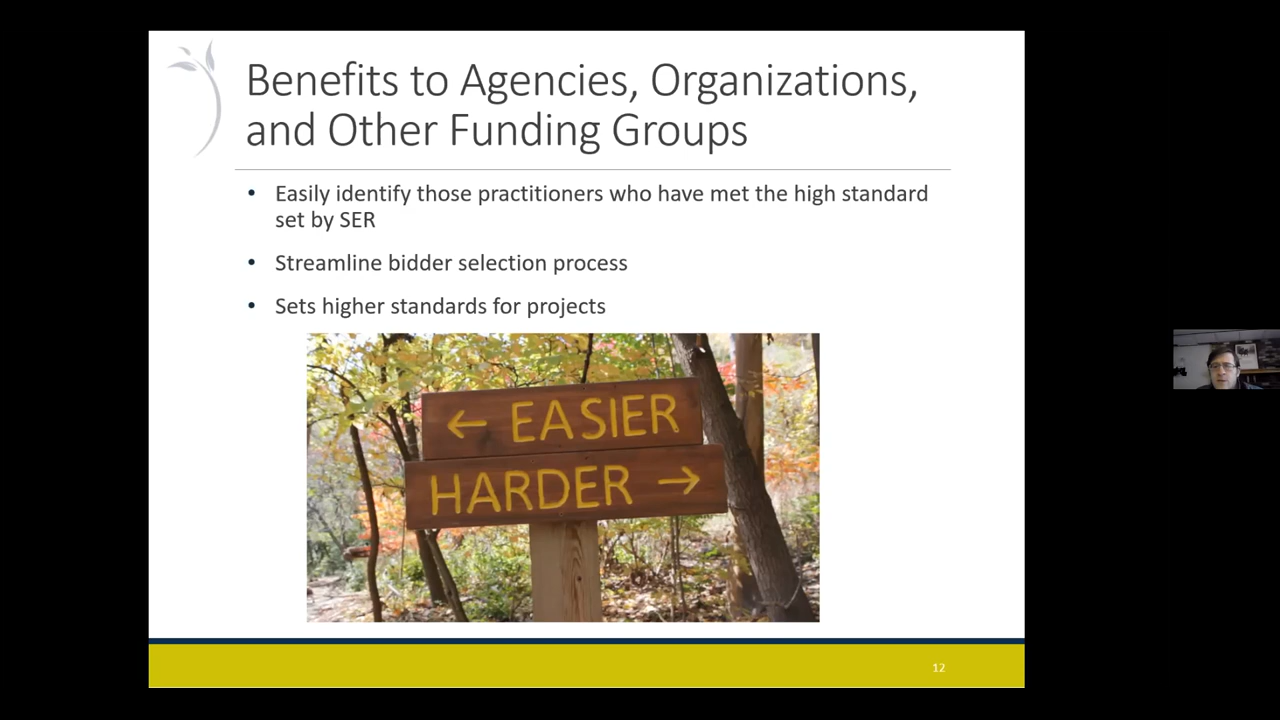 Benefits to Agencies, Organizations,
and Other Funding Groups
• Easily identify those practitioners who have met the high standard
set by SER
• Streamline bidder selection process
• Sets higher standards for projects
← EASIER
HARDER →
12